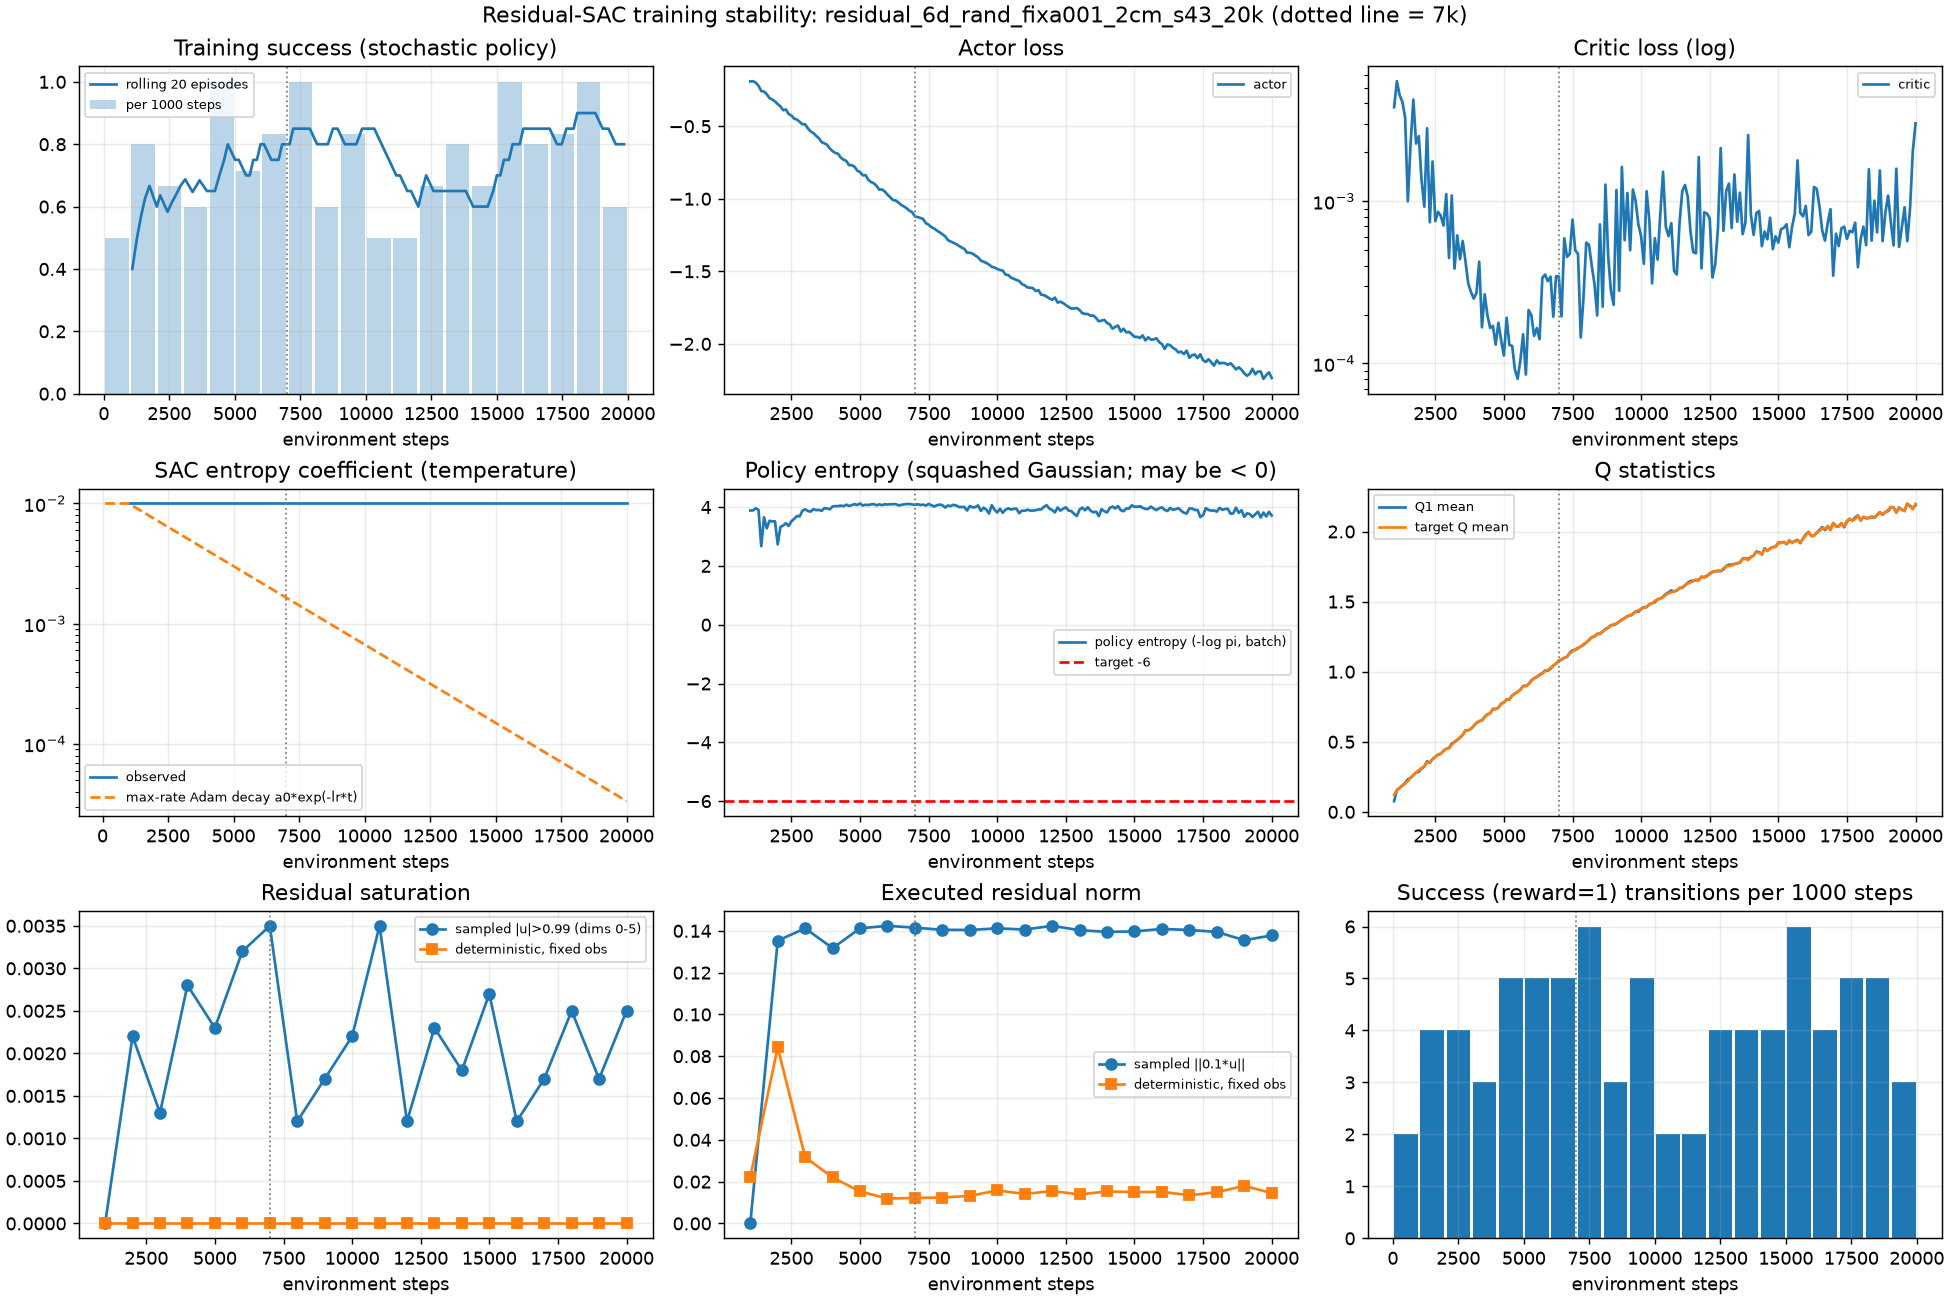 Residual-SAC training stability: residual_6d_rand_fixa001_2cm_s43_20k (dotted line = 7k)
Training success (stochastic policy)
rolling 20 episodes
per 1000 steps
1.0
0.8
0.6
0.4
0.2
0.0
0 2500 5000 7500 10000 12500 15000 17500 20000
environment steps
Actor loss
actor
−0.5
−1.0
−1.5
−2.0
2500 5000 7500 10000 12500 15000 17500 20000
environment steps
Critic loss (log)
critic
10⁻³
10⁻⁴
2500 5000 7500 10000 12500 15000 17500 20000
environment steps
SAC entropy coefficient (temperature)
10⁻²
10⁻³
10⁻⁴
observed
max-rate Adam decay a0*exp(-lr*t)
0 2500 5000 7500 10000 12500 15000 17500 20000
environment steps
Policy entropy (squashed Gaussian; may be < 0)
4
2
0
−2
−4
−6
policy entropy (-log pi, batch)
target -6
2500 5000 7500 10000 12500 15000 17500 20000
environment steps
Q statistics
Q1 mean
target Q mean
2.0
1.5
1.0
0.5
0.0
2500 5000 7500 10000 12500 15000 17500 20000
environment steps
Residual saturation
sampled |u|>0.99 (dims 0-5)
deterministic, fixed obs
0.0035
0.0030
0.0025
0.0020
0.0015
0.0010
0.0005
0.0000
2500 5000 7500 10000 12500 15000 17500 20000
environment steps
Executed residual norm
0.14
0.12
0.10
0.08
0.06
0.04
0.02
0.00
sampled ||0.1*u||
deterministic, fixed obs
2500 5000 7500 10000 12500 15000 17500 20000
environment steps
Success (reward=1) transitions per 1000 steps
6
5
4
3
2
1
0
0 2500 5000 7500 10000 12500 15000 17500 20000
environment steps